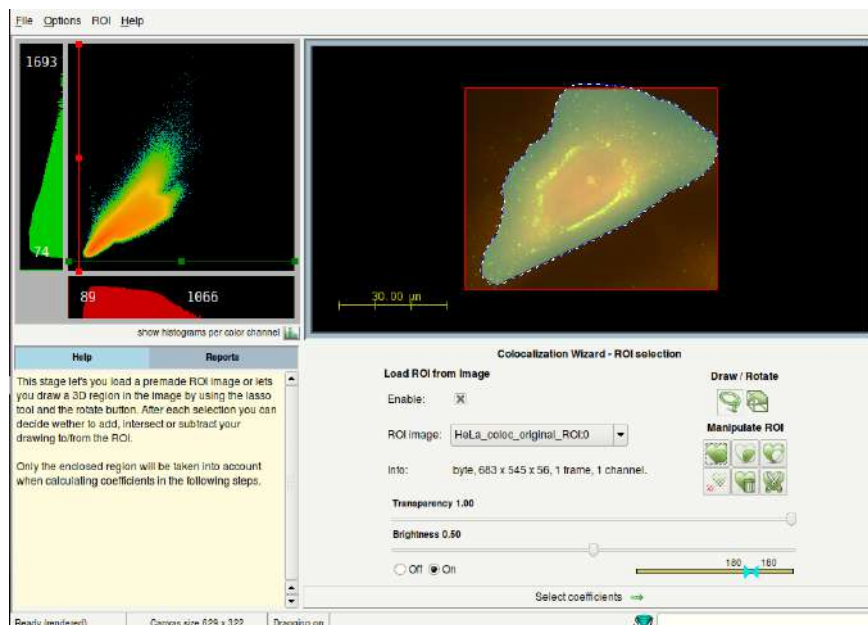 File Options ROI Help
1693
74
89 1066
show histograms per color channel
30.00 µm
Help Reports
This stage let's you load a premade ROI image or lets
you draw a 3D region in the image by using the lasso
tool and the rotate button. After each selection you can
decide wether to add, intersect or subtract your
drawing to/from the ROI.
Only the enclosed region will be taken into account
when calculating coefficients in the following steps.
Colocalization Wizard - ROI selection
Load ROI from Image
Draw / Rotate
Enable:
Manipulate ROI
ROI image: HeLa_coloc_original_ROI:0
Info: byte, 683 x 545 x 56, 1 frame, 1 channel.
Transparency 1.00
Brightness 0.50
Off On
180 180
Select coefficients
Ready (rendered) Canvas size 629 x 322 Dragging on